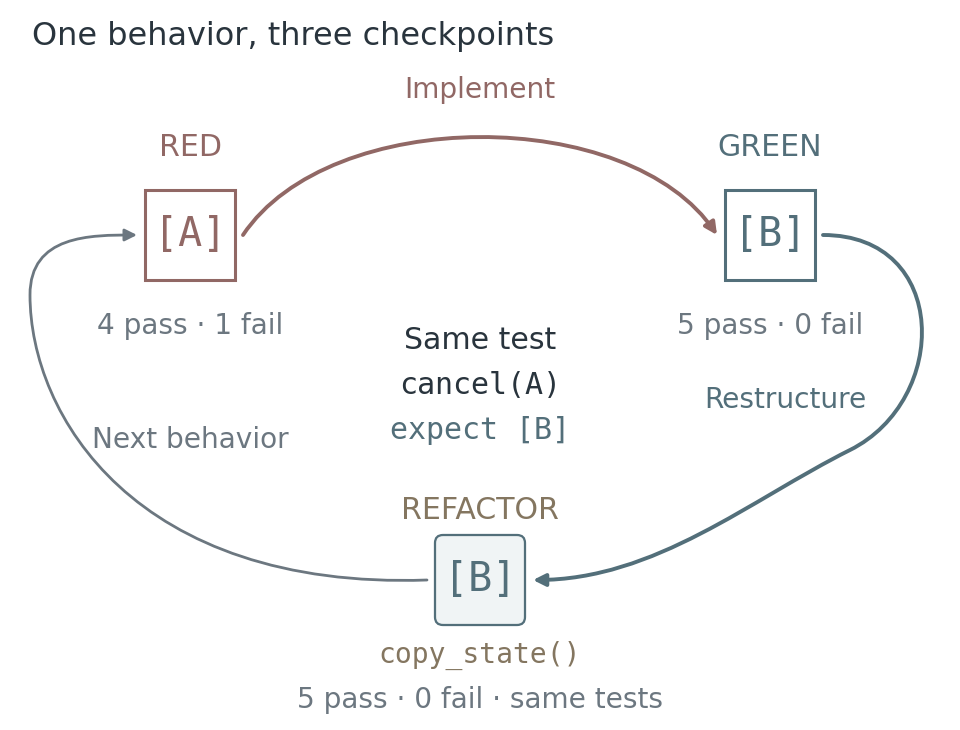 One behavior, three checkpoints
Implement
RED
GREEN
[A]
[B]
4 pass · 1 fail
5 pass · 0 fail
Same test
cancel(A)
expect [B]
Restructure
Next behavior
REFACTOR
[B]
copy_state()
5 pass · 0 fail · same tests